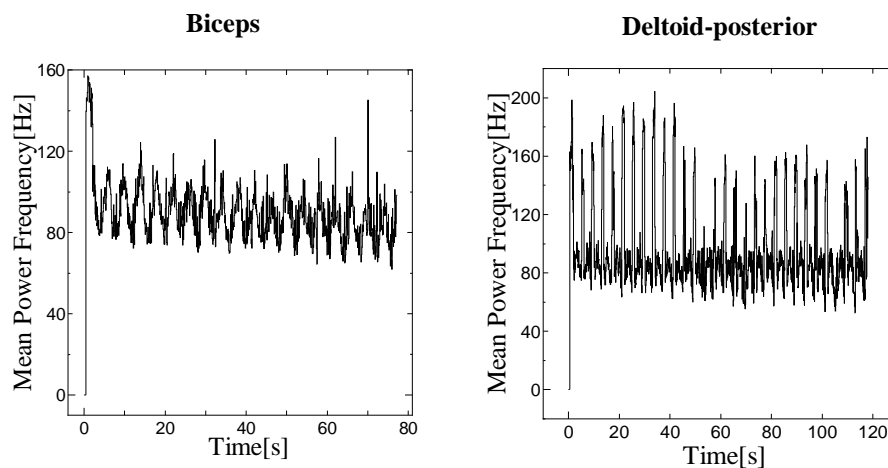 Biceps
Mean Power Frequency[Hz]
160
120
80
40
0
0 20 40 60 80
Time[s]
Deltoid-posterior
Mean Power Frequency[Hz]
200
160
120
80
40
0
0 20 40 60 80 100 120
Time[s]